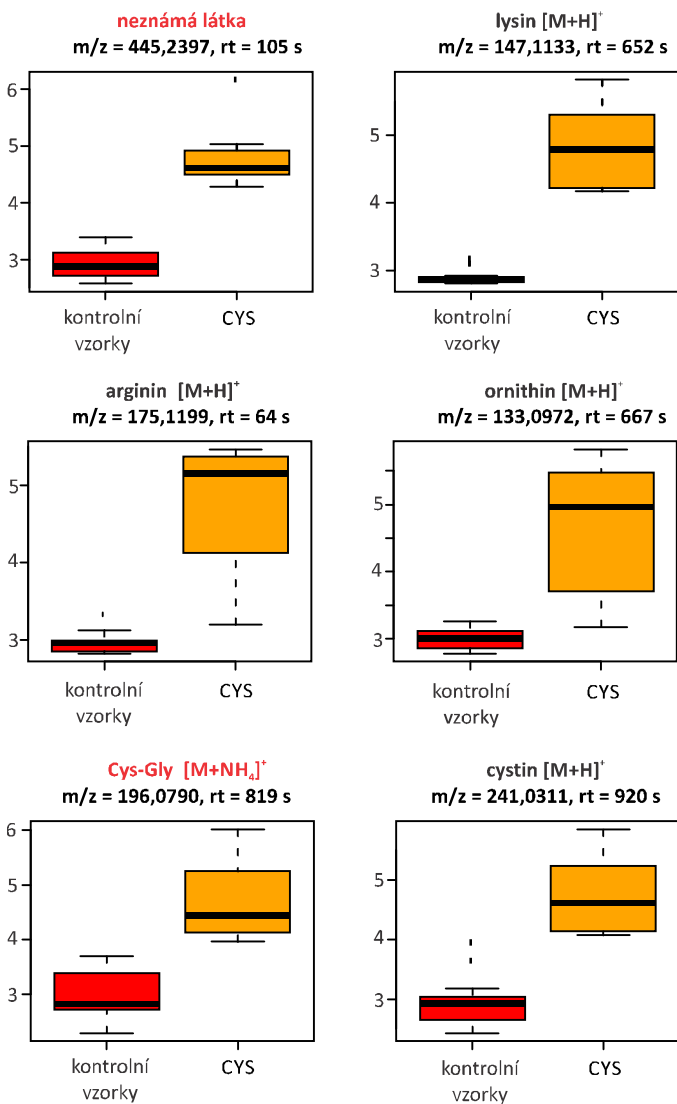 neznámá látka
m/z = 445,2397, rt = 105 s
6
5
4
3
kontrolní
vzorky
CYS
lysin [M+H]⁺
m/z = 147,1133, rt = 652 s
5
4
3
kontrolní
vzorky
CYS
arginin [M+H]⁺
m/z = 175,1199, rt = 64 s
5
4
3
kontrolní
vzorky
CYS
ornithin [M+H]⁺
m/z = 133,0972, rt = 667 s
5
4
3
kontrolní
vzorky
CYS
Cys-Gly [M+NH₄]⁺
m/z = 196,0790, rt = 819 s
6
5
4
3
kontrolní
vzorky
CYS
cystin [M+H]⁺
m/z = 241,0311, rt = 920 s
5
4
3
kontrolní
vzorky
CYS